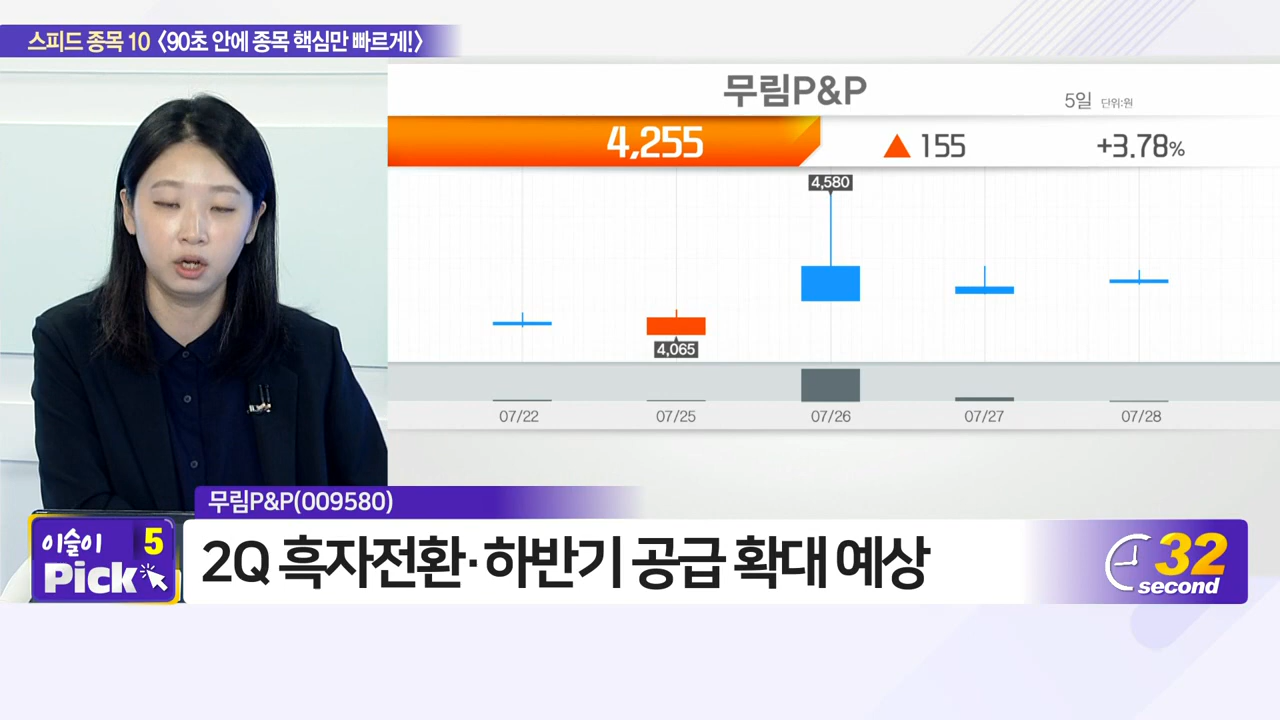 스피드 종목 10 〈90초 안에 종목 핵심만 빠르게!〉
무림P&P
5일 단위:원
4,255 ▲ 155 +3.78%
4,580
4,065
07/22 07/25 07/26 07/27 07/28
무림P&P(009580)
이슬이 5
Pick
2Q 흑자전환·하반기 공급 확대 예상
32
second